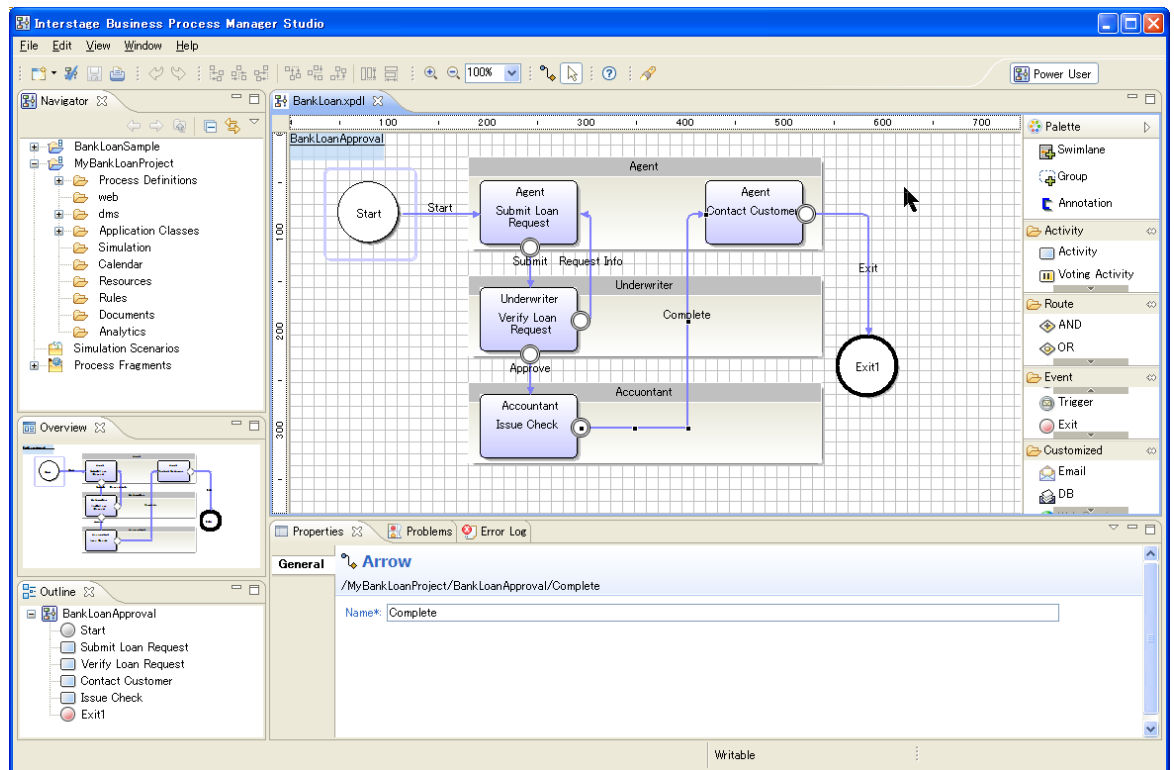 Interstage Business Process Manager Studio
File Edit View Window Help
100%
Power User
Navigator
BankLoanSample
MyBankLoanProject
Process Definitions
web
dms
Application Classes
Simulation
Calendar
Resources
Rules
Documents
Analytics
Simulation Scenarios
Process Fragments
Overview
Outline
BankLoanApproval
Start
Submit Loan Request
Verify Loan Request
Contact Customer
Issue Check
Exit1
BankLoan.xpdl
100 200 300 400 500 600 700
0
100
200
300
BankLoanApproval
Agent
Start
Start
Agent
Submit Loan
Request
Agent
Contact Customer
Submit
Request Info
Exit
Underwriter
Underwriter
Verify Loan
Request
Complete
Approve
Exit1
Accuontant
Accountant
Issue Check
Palette
Swimlane
Group
Annotation
Activity
Activity
Voting Activity
Route
AND
OR
Event
Trigger
Exit
Customized
Email
DB
Properties
Problems
Error Log
General
Arrow
/MyBankLoanProject/BankLoanApproval/Complete
Name*: Complete
Writable